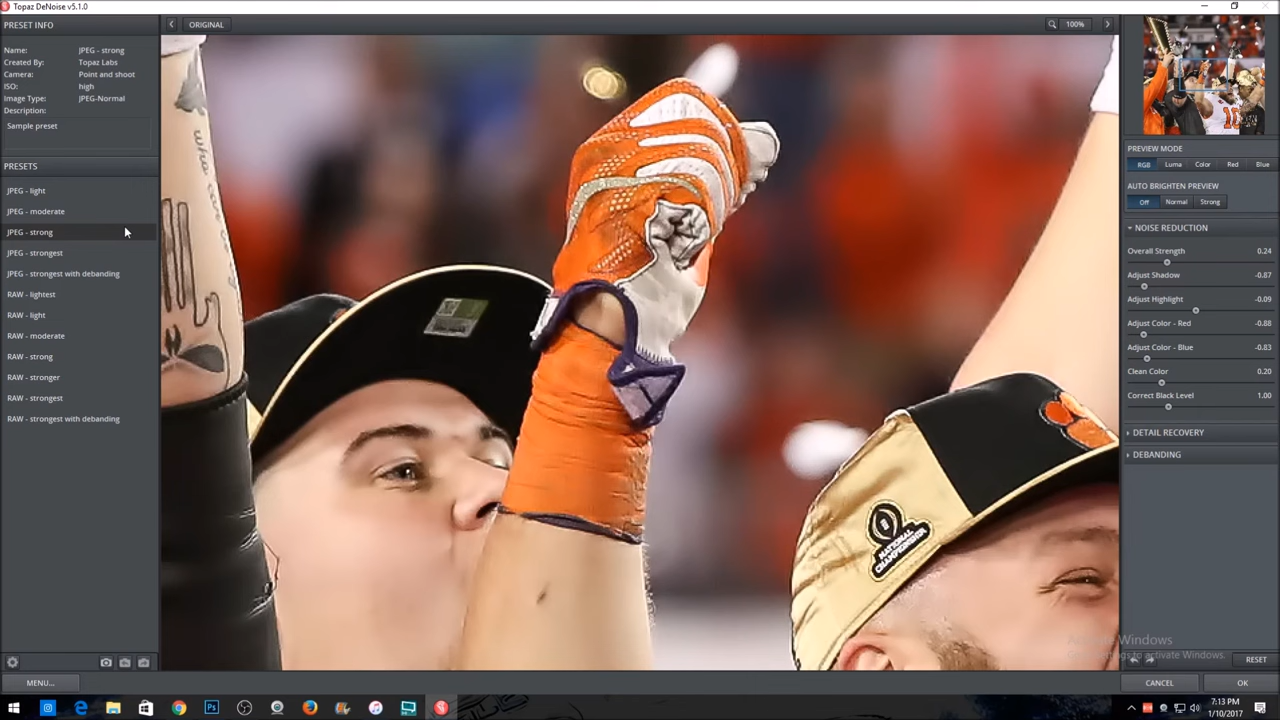 Topaz DeNoise v5.1.0
PRESET INFO
Name: JPEG - strong
Created By: Topaz Labs
Camera: Point and shoot
ISO: high
Image Type: JPEG-Normal
Description:
Sample preset
PRESETS
JPEG - light
JPEG - moderate
JPEG - strong
JPEG - strongest
JPEG - strongest with debanding
RAW - lightest
RAW - light
RAW - moderate
RAW - strong
RAW - stronger
RAW - strongest
RAW - strongest with debanding
MENU...
ORIGINAL
100%
who
NATIONAL
CHAMPIONSHIP
PREVIEW MODE
RGB Luma Color Red Blue
AUTO BRIGHTEN PREVIEW
Off Normal Strong
NOISE REDUCTION
Overall Strength 0.24
Adjust Shadow -0.87
Adjust Highlight -0.09
Adjust Color - Red -0.88
Adjust Color - Blue -0.83
Clean Color 0.20
Correct Black Level 1.00
DETAIL RECOVERY
DEBANDING
Activate Windows
settings to activate Windows.
RESET
CANCEL OK
7:13 PM
1/10/2017